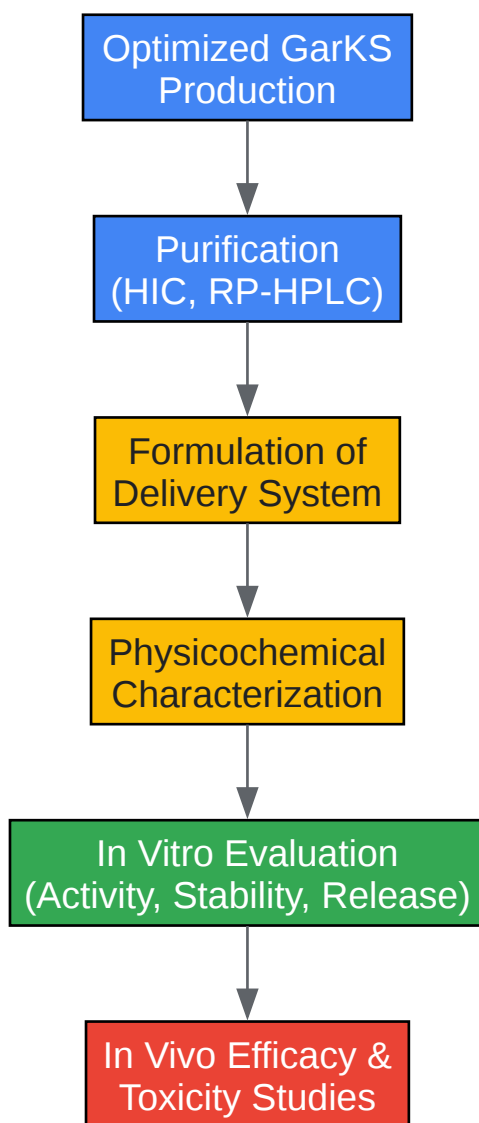 Optimized GarKS
Production
Purification
(HIC, RP-HPLC)
Formulation of
Delivery System
Physicochemical
Characterization
In Vitro Evaluation
(Activity, Stability, Release)
In Vivo Efficacy &
Toxicity Studies